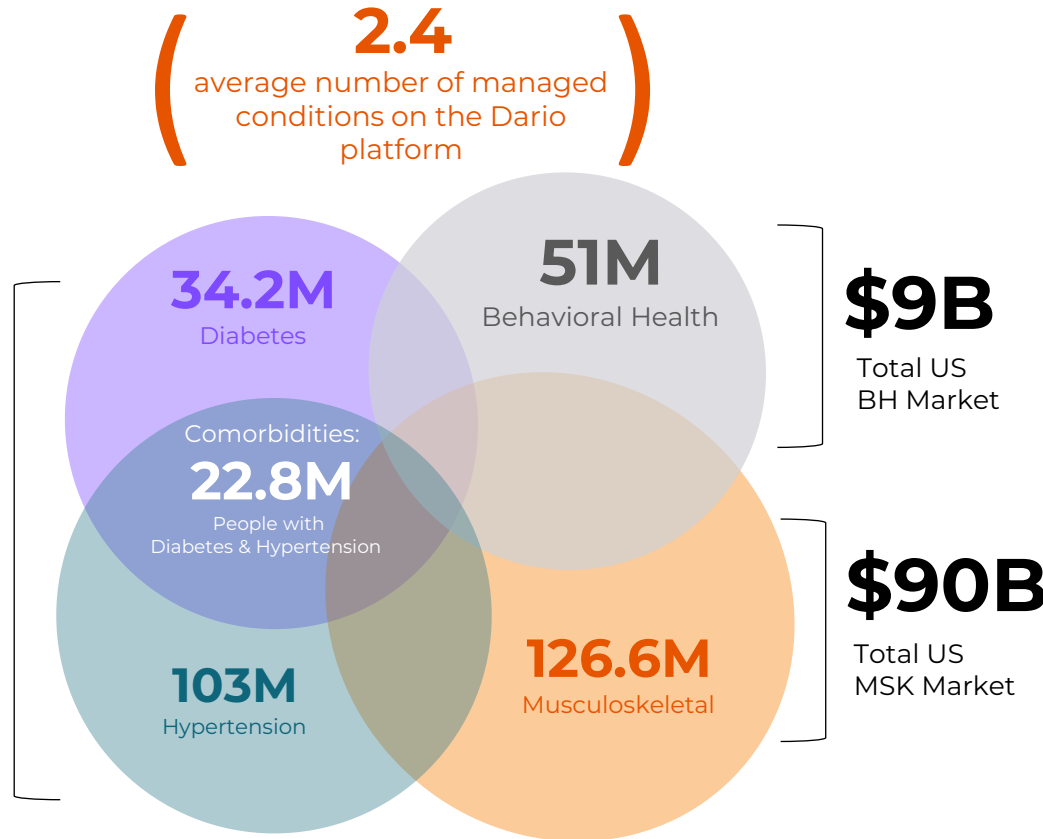 2.4
average number of managed
conditions on the Dario
platform
34.2M
Diabetes
51M
Behavioral Health
$9B
Total US
BH Market
Comorbidities:
22.8M
People with
Diabetes & Hypertension
$90B
Total US
MSK Market
103M
Hypertension
126.6M
Musculoskeletal